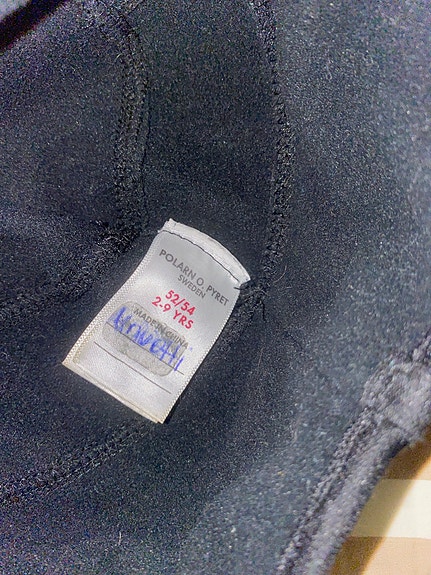 POLARN O. PYRET
SWEDEN
52/54
2-9 YRS
MADE IN CHINA